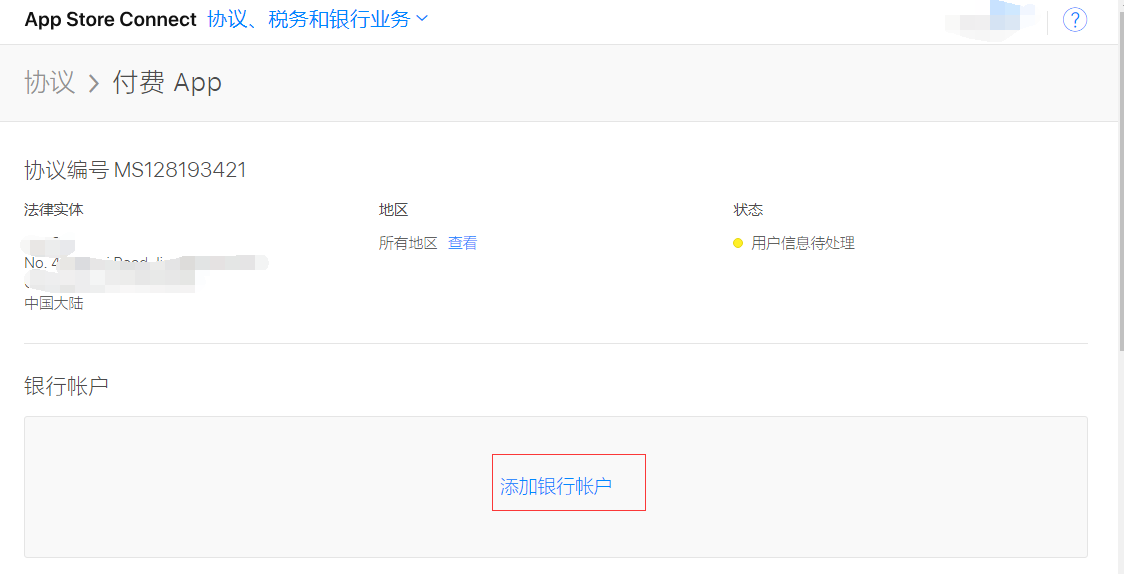 App Store Connect 协议、税务和银行业务
?
协议 > 付费 App
协议编号 MS128193421
法律实体 地区 状态
所有地区 查看 用户信息待处理
No.
中国大陆
银行帐户
添加银行帐户